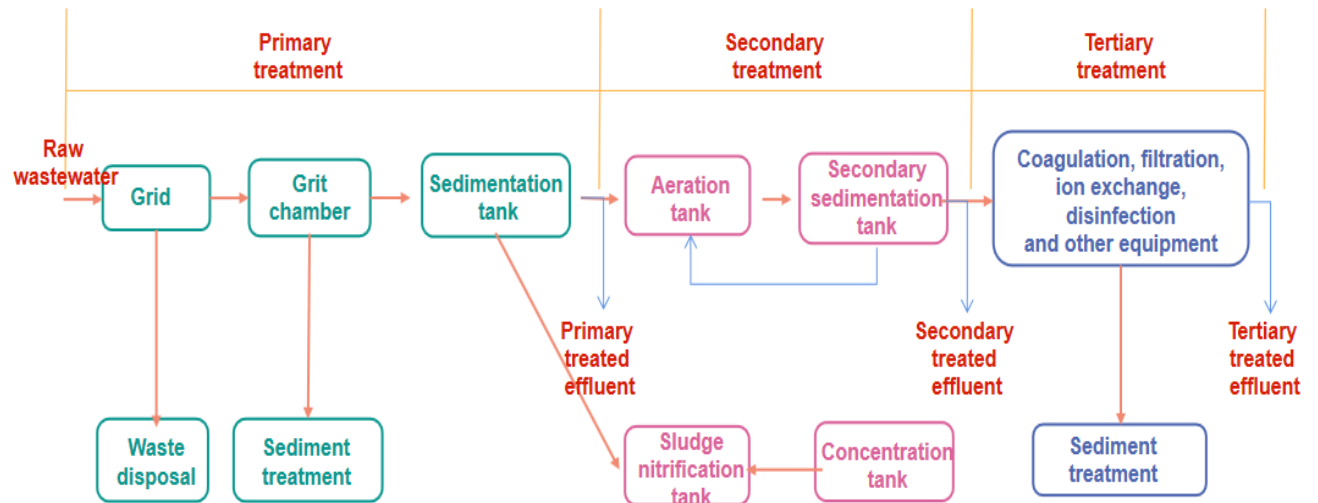 Primary
treatment
Secondary
treatment
Tertiary
treatment
Raw
wastewater
Grid
Grit
chamber
Sedimentation
tank
Aeration
tank
Secondary
sedimentation
tank
Coagulation, filtration,
ion exchange,
disinfection
and other equipment
Primary
treated
effluent
Secondary
treated
effluent
Tertiary
treated
effluent
Waste
disposal
Sediment
treatment
Sludge
nitrification
tank
Concentration
tank
Sediment
treatment